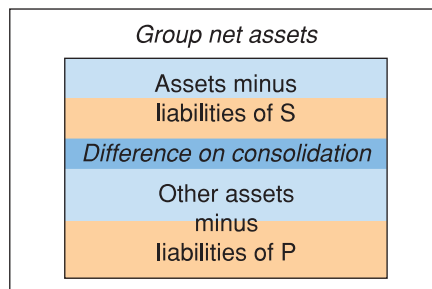 Group net assets
Assets minus
liabilities of S
Difference on consolidation
Other assets
minus
liabilities of P